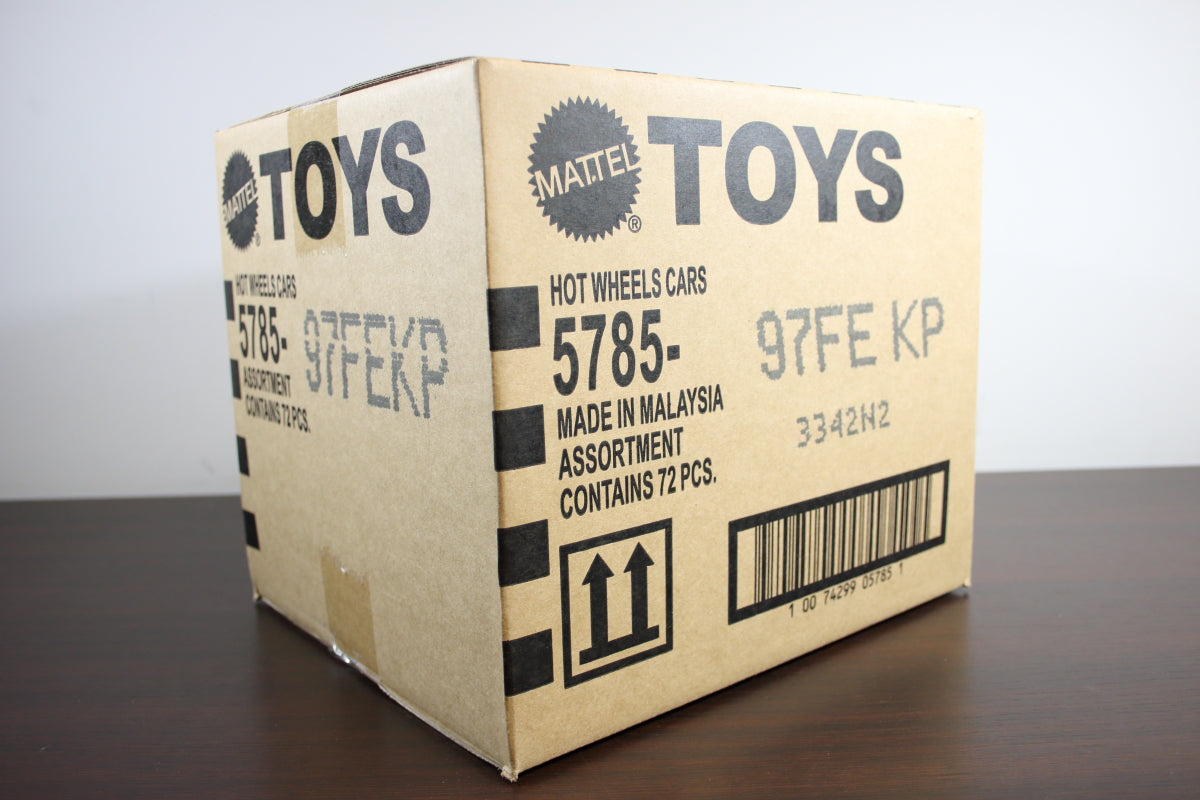 MATTEL
TOYS
HOT WHEELS CARS
5785-
97FEKP
ASSORTMENT
CONTAINS 72 PCS.
MATTEL
®
TOYS
HOT WHEELS CARS
5785-
97FE KP
MADE IN MALAYSIA
3342N2
ASSORTMENT
CONTAINS 72 PCS.
1 00 74299 05785 1